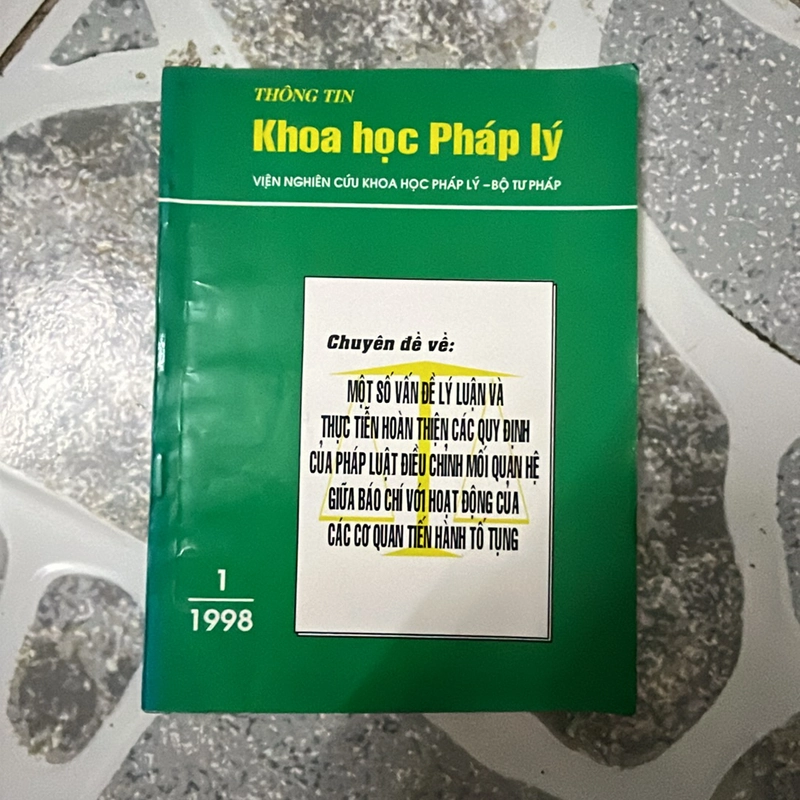 THÔNG TIN
Khoa học Pháp lý
VIỆN NGHIÊN CỨU KHOA HỌC PHÁP LÝ – BỘ TƯ PHÁP
Chuyên đề về:
MỘT SỐ VẤN ĐỀ LÝ LUẬN VÀ
THỰC TIỄN HOÀN THIỆN CÁC QUY ĐỊNH
CỦA PHÁP LUẬT ĐIỀU CHỈNH MỐI QUAN HỆ
GIỮA BÁO CHÍ VỚI HOẠT ĐỘNG CỦA
CÁC CƠ QUAN TIẾN HÀNH TỐ TỤNG
1
1998